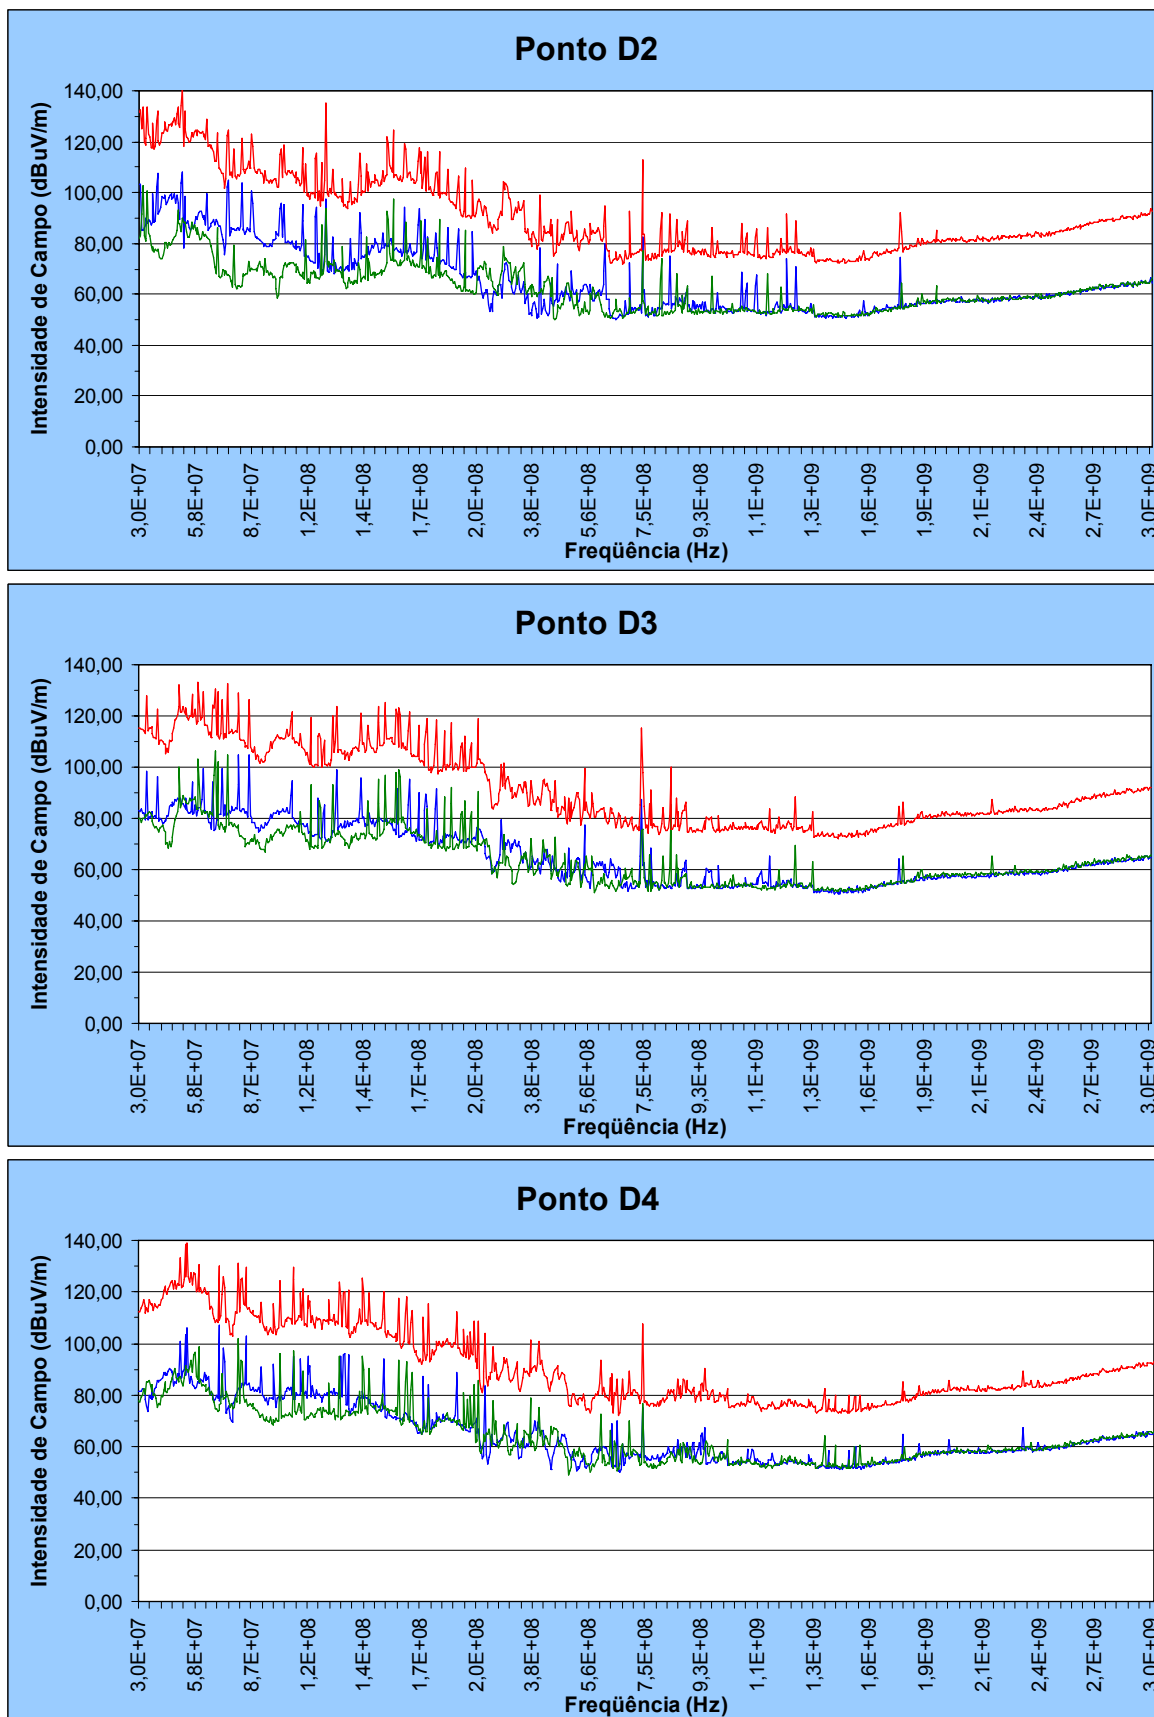 Ponto D2
Intensidade de Campo (dBuV/m)
140,00
120,00
100,00
80,00
60,00
40,00
20,00
0,00
3,0E+07
5,8E+07
8,7E+07
1,2E+08
1,4E+08
1,7E+08
2,0E+08
3,8E+08
5,6E+08
7,5E+08
9,3E+08
1,1E+09
1,3E+09
1,6E+09
1,9E+09
2,1E+09
2,4E+09
2,7E+09
3,0E+09
Freqüência (Hz)
Ponto D3
Intensidade de Campo (dBuV/m)
140,00
120,00
100,00
80,00
60,00
40,00
20,00
0,00
3,0E+07
5,8E+07
8,7E+07
1,2E+08
1,4E+08
1,7E+08
2,0E+08
3,8E+08
5,6E+08
7,5E+08
9,3E+08
1,1E+09
1,3E+09
1,6E+09
1,9E+09
2,1E+09
2,4E+09
2,7E+09
3,0E+09
Freqüência (Hz)
Ponto D4
Intensidade de Campo (dBuV/m)
140,00
120,00
100,00
80,00
60,00
40,00
20,00
0,00
3,0E+07
5,8E+07
8,7E+07
1,2E+08
1,4E+08
1,7E+08
2,0E+08
3,8E+08
5,6E+08
7,5E+08
9,3E+08
1,1E+09
1,3E+09
1,6E+09
1,9E+09
2,1E+09
2,4E+09
2,7E+09
3,0E+09
Freqüência (Hz)